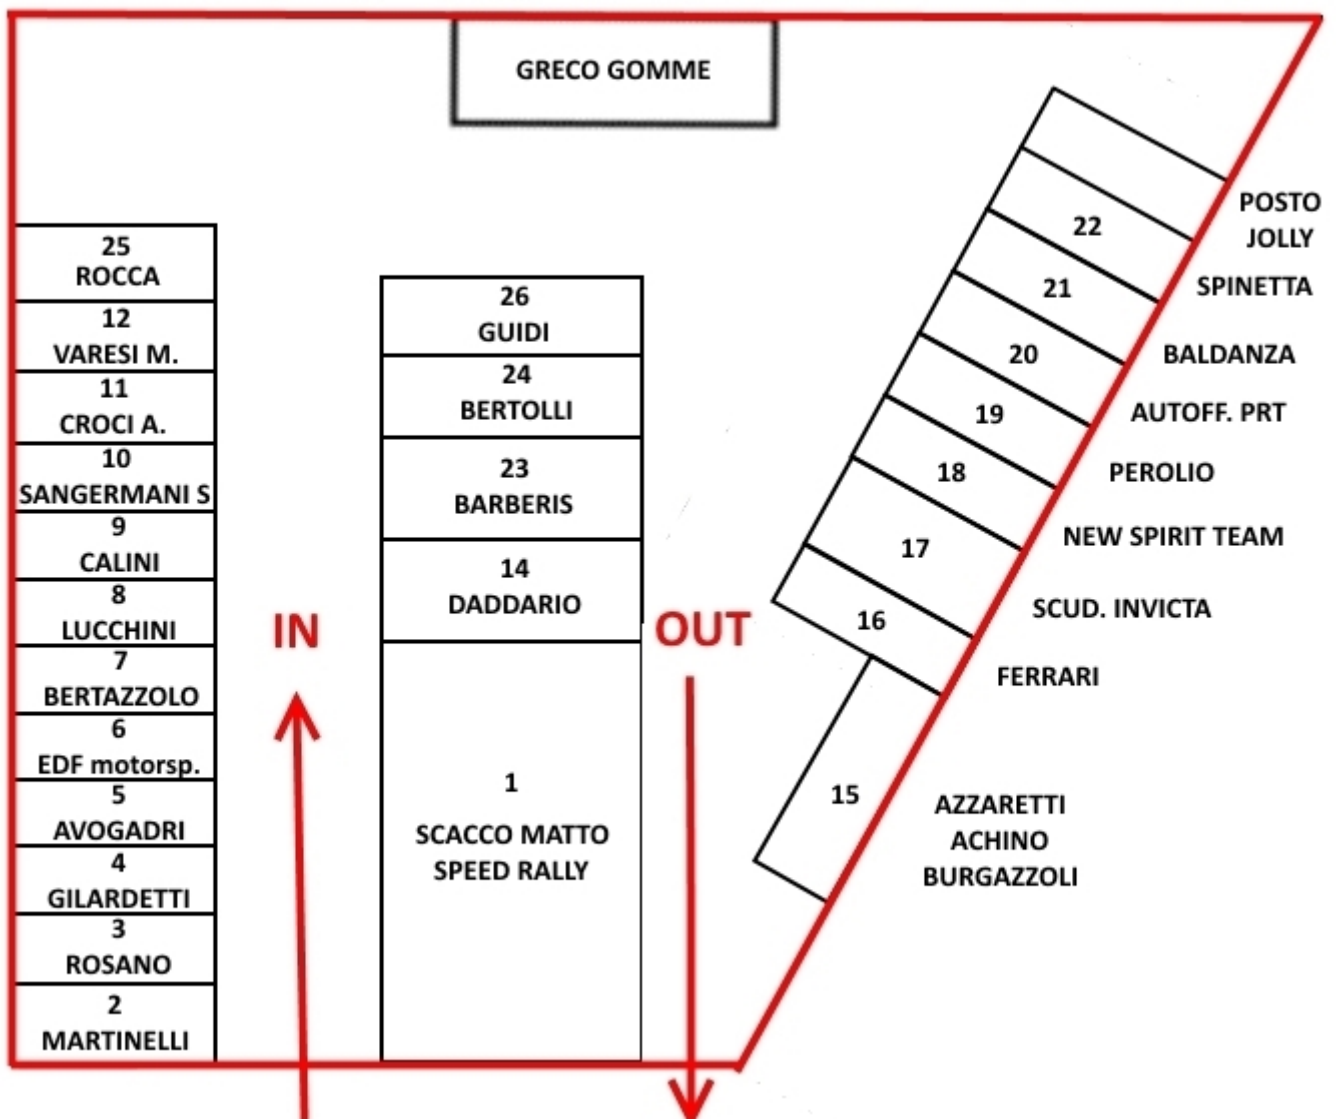 GRECO GOMME
25
ROCCA
12
VARESI M.
11
CROCI A.
10
SANGERMANI S
9
CALINI
8
LUCCHINI
7
BERTAZZOLO
6
EDF motorsp.
5
AVOGADRI
4
GILARDETTI
3
ROSANO
2
MARTINELLI
IN
26
GUIDI
24
BERTOLLI
23
BARBERIS
14
DADDARIO
1
SCACCO MATTO
SPEED RALLY
OUT
POSTO
JOLLY
22
SPINETTA
21
BALDANZA
20
AUTOFF. PRT
19
PEROLIO
18
NEW SPIRIT TEAM
17
SCUD. INVICTA
16
FERRARI
15
AZZARETTI
ACHINO
BURGAZZOLI